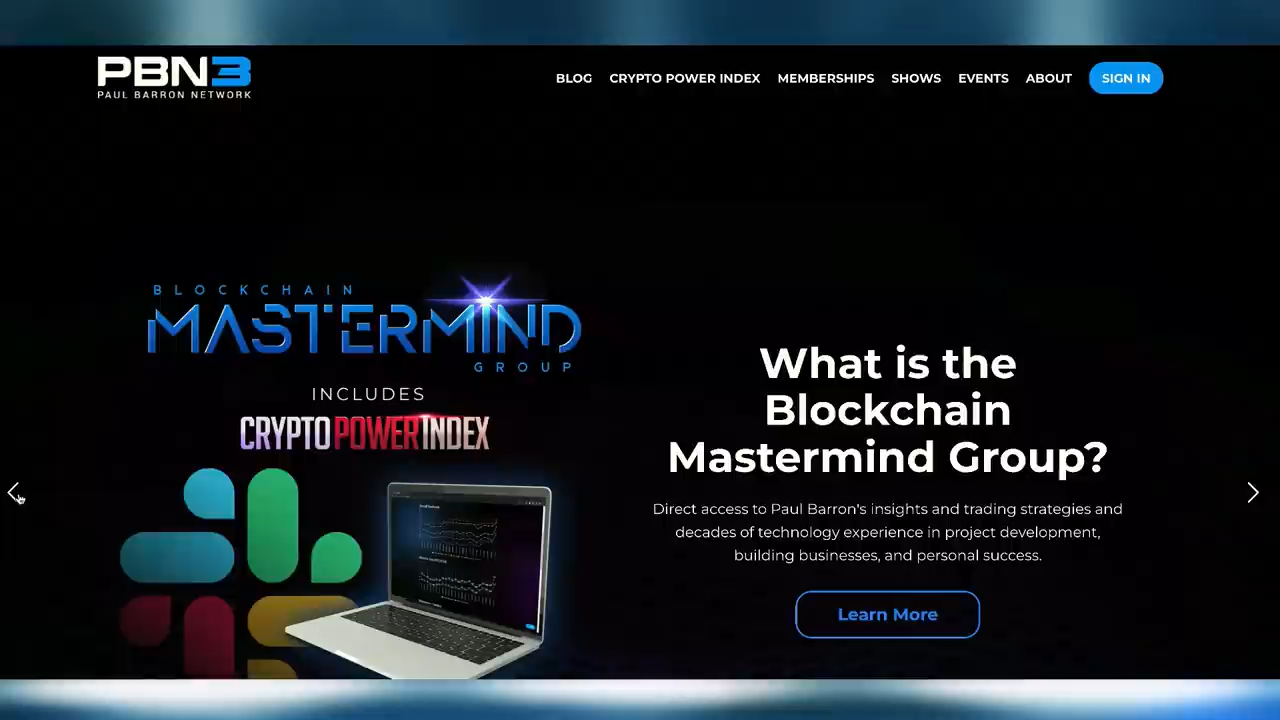 PBN3
PAUL BARRON NETWORK
BLOG CRYPTO POWER INDEX MEMBERSHIPS SHOWS EVENTS ABOUT SIGN IN
BLOCKCHAIN
MASTERMIND
GROUP
INCLUDES
CRYPTO POWER INDEX
What is the
Blockchain
Mastermind Group?
Direct access to Paul Barron's insights and trading strategies and
decades of technology experience in project development,
building businesses, and personal success.
Learn More